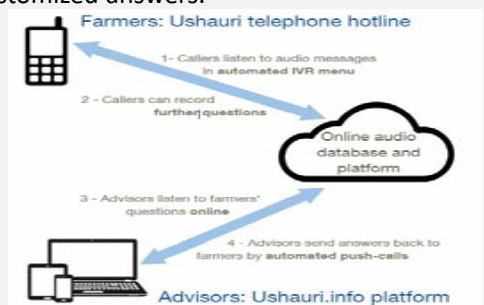 customized answers.
Farmers: Ushauri telephone hotline
1- Callers listen to audio messages
in automated IVR menu
2 - Callers can record
further questions
Online audio
database and
platform
3 - Advisors listen to farmers'
questions online
4 - Advisors send answers back to
farmers by automated push-calls
Advisors: Ushauri.info platform